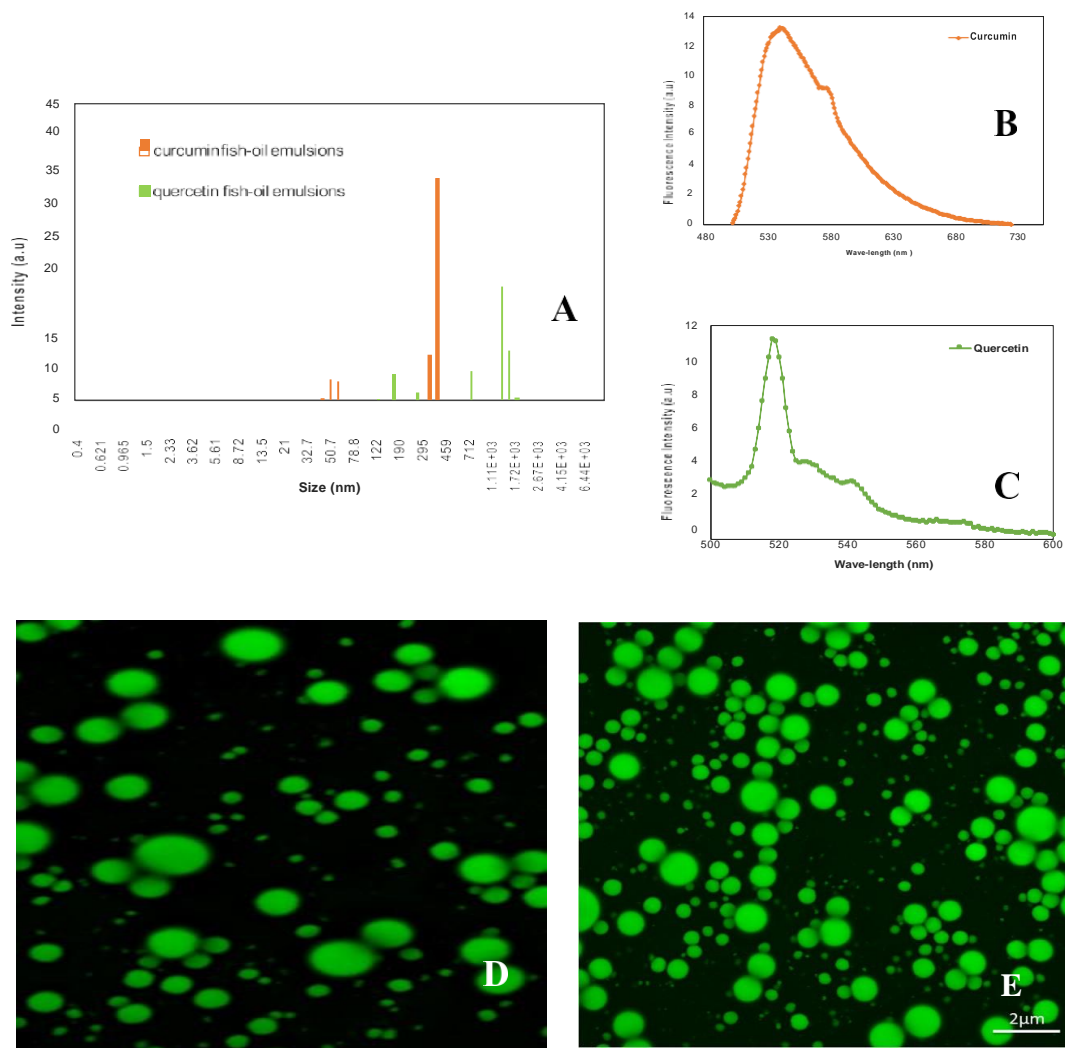 45
40
35
30
25
20
15
10
5
0
Intensity (a.u)
curcuminfish-oil emulsions
quercetin fish-oil emulsions
A
0.4
0.621
0.965
1.5
2.33
3.62
5.61
8.72
13.5
21
32.7
50.7
78.8
122
190
295
459
712
1.11E+03
1.72E+03
2.67E+03
4.15E+03
6.44E+03
Size (nm)
14
12
10
8
6
4
2
0
Fluorescence Intensity (a.u)
Curcumin
B
480
530
580
630
680
730
Wave-length (nm )
12
10
8
6
4
2
0
Fluorescence Intensity (a.u)
Quercetin
C
500
520
540
560
580
600
Wave-length (nm)
D
E
2µm